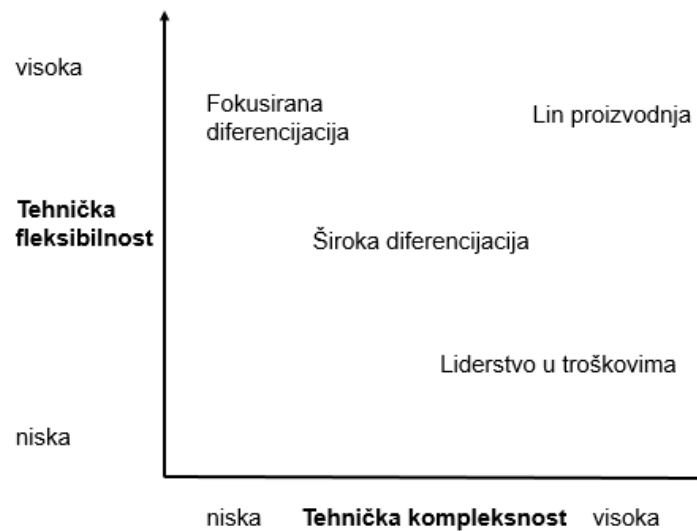 visoka
Fokusirana
diferencijacija
Lin proizvodnja
Tehnička
fleksibilnost
Široka diferencijacija
Liderstvo u troškovima
niska
niska Tehnička kompleksnost visoka